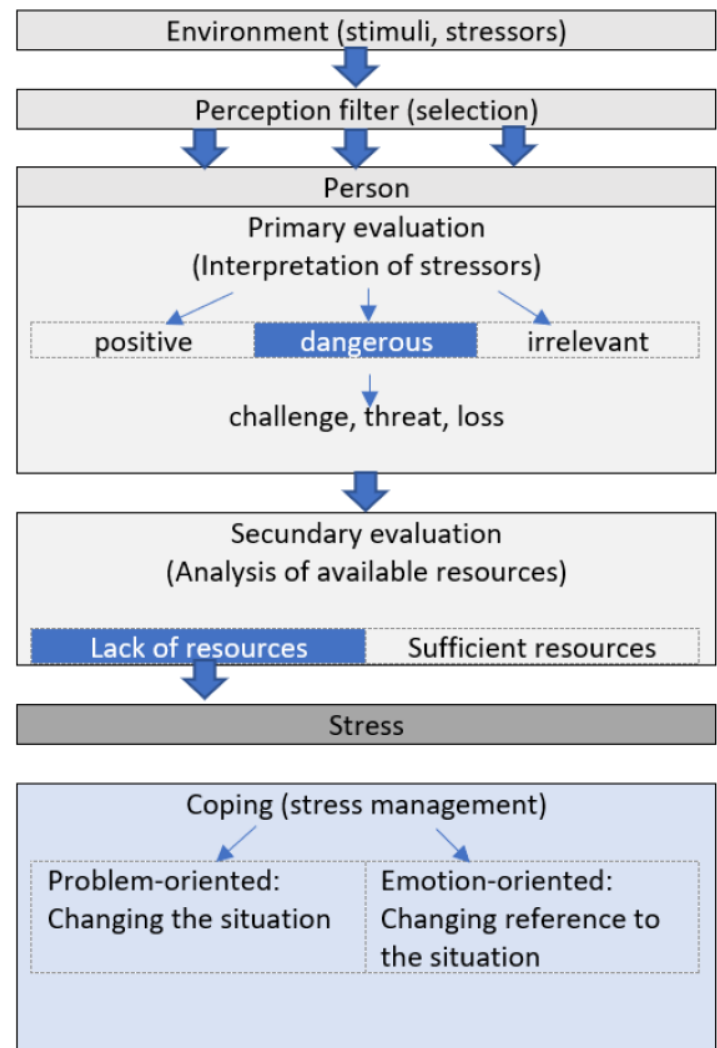 Environment (stimuli, stressors)
Perception filter (selection)
Person
Primary evaluation
(Interpretation of stressors)
positive dangerous irrelevant
challenge, threat, loss
Secundary evaluation
(Analysis of available resources)
Lack of resources Sufficient resources
Stress
Coping (stress management)
Problem-oriented:
Changing the situation
Emotion-oriented:
Changing reference to
the situation